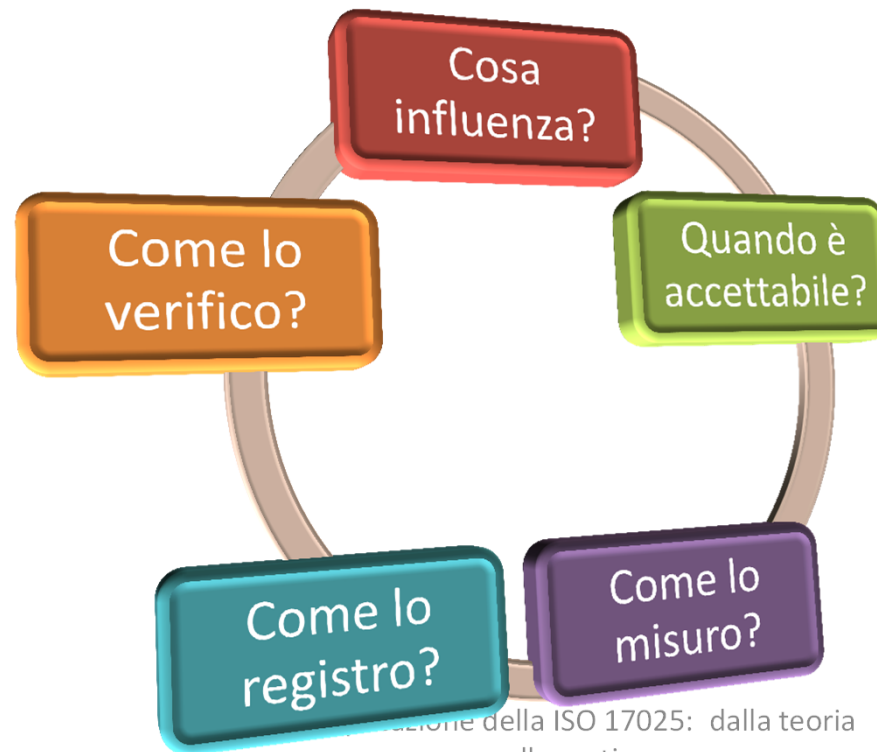 Cosa
influenza?
Quando è
accettabile?
Come lo
misuro?
Come lo
registro?
Come lo
verifico?
della ISO 17025: dalla teoria